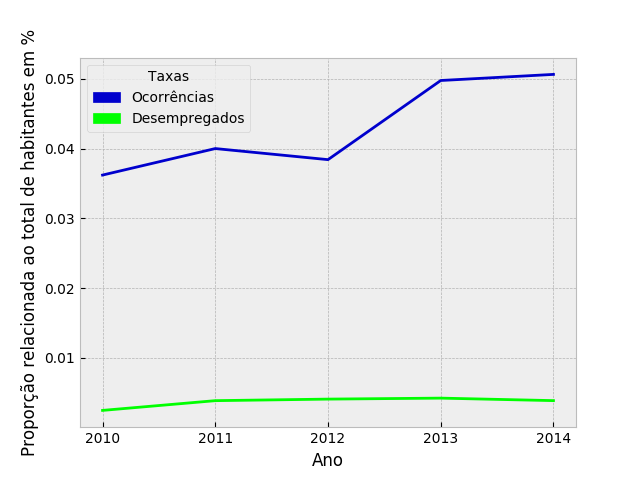 Proporção relacionada ao total de habitantes em %
Taxas
Ocorrências
Desempregados
0.05
0.04
0.03
0.02
0.01
2010 2011 2012 2013 2014
Ano